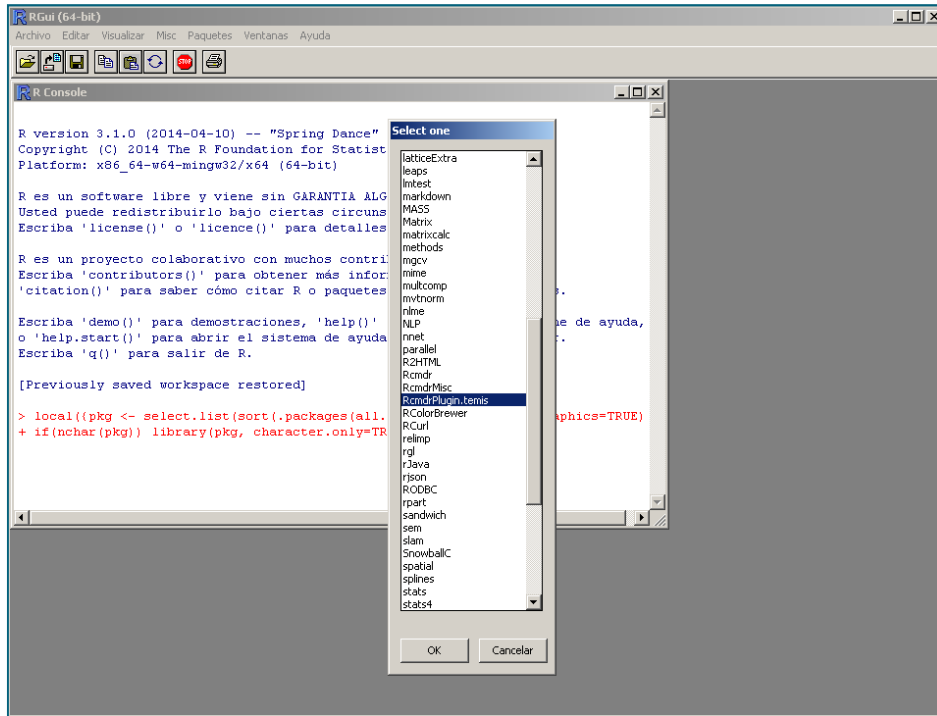 RGui (64-bit)
Archivo Editar Visualizar Misc Paquetes Ventanas Ayuda
STOP
R Console
R version 3.1.0 (2014-04-10) -- "Spring Dance"
Copyright (C) 2014 The R Foundation for Statist
Platform: x86_64-w64-mingw32/x64 (64-bit)
R es un software libre y viene sin GARANTIA ALG
Usted puede redistribuirlo bajo ciertas circuns
Escriba 'license()' o 'licence()' para detalles
R es un proyecto colaborativo con muchos contri
Escriba 'contributors()' para obtener más infor
'citation()' para saber cómo citar R o paquetes s.
Escriba 'demo()' para demostraciones, 'help()' ne de ayuda,
o 'help.start()' para abrir el sistema de ayuda r.
Escriba 'q()' para salir de R.
[Previously saved workspace restored]
> local({pkg <- select.list(sort(.packages(all. aphics=TRUE)
+ if(nchar(pkg)) library(pkg, character.only=TR
Select one
latticeExtra
leaps
lmtest
markdown
MASS
Matrix
matrixcalc
methods
mgcv
mime
multcomp
mvtnorm
nlme
NLP
nnet
parallel
R2HTML
Rcmdr
RcmdrMisc
RcmdrPlugin.temis
RColorBrewer
RCurl
relimp
rgl
rJava
rjson
RODBC
rpart
sandwich
sem
slam
SnowballC
spatial
splines
stats
stats4
OK Cancelar